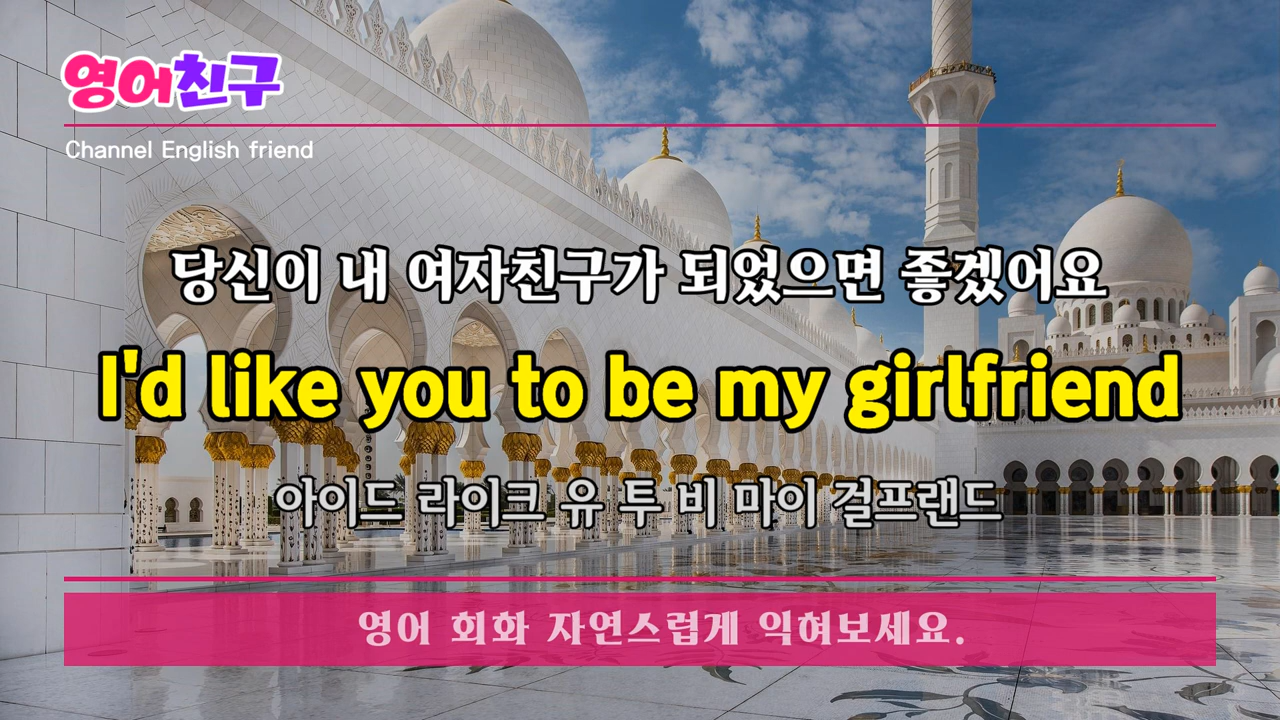 영어친구
Channel English friend
당신이 내 여자친구가 되었으면 좋겠어요
I'd like you to be my girlfriend
아이드 라이크 유 투 비 마이 걸프랜드
영어 회화 자연스럽게 익혀보세요.